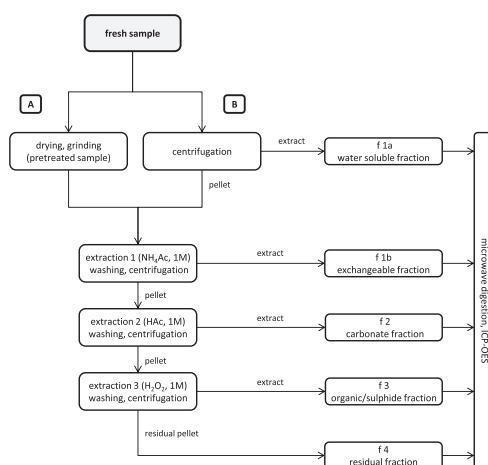 fresh sample
A
B
drying, grinding
(pretreated sample)
centrifugation
extract
f 1a
water soluble fraction
pellet
extraction 1 (NH₄Ac, 1M)
washing, centrifugation
extract
f 1b
exchangeable fraction
pellet
extraction 2 (HAc, 1M)
washing, centrifugation
extract
f 2
carbonate fraction
pellet
extraction 3 (H₂O₂, 1M)
washing, centrifugation
extract
f 3
organic/sulphide fraction
residual pellet
f 4
residual fraction
microwave digestion, ICP-OES